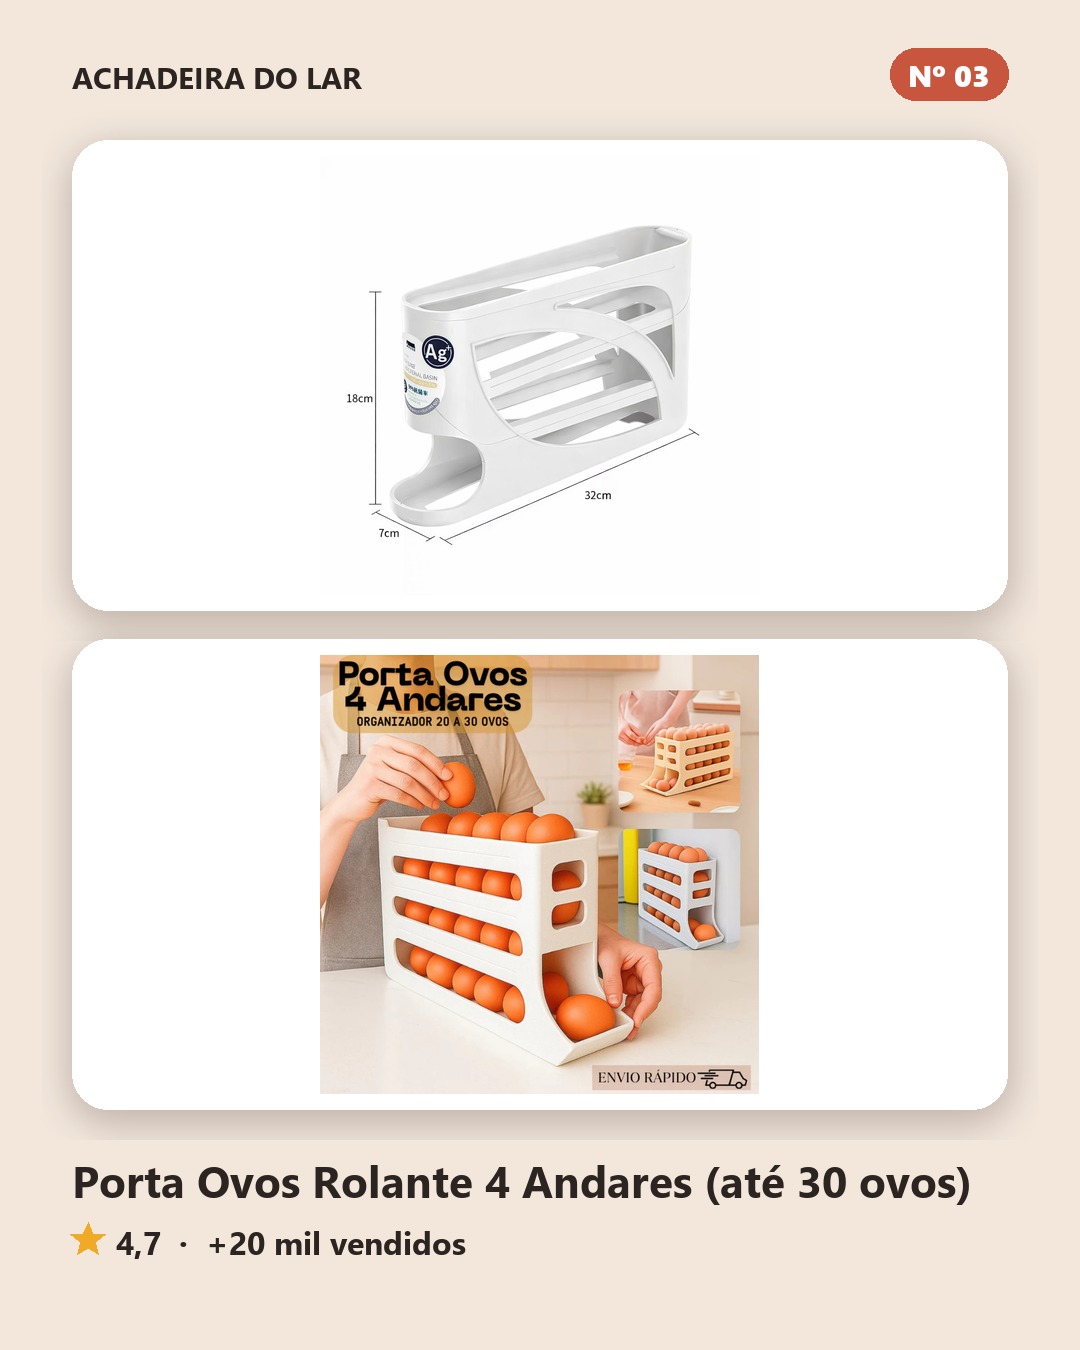 ACHADEIRA DO LAR
Nº 03
Ag+
18cm
32cm
7cm
Porta Ovos
4 Andares
ORGANIZADOR 20 A 30 OVOS
ENVIO RÁPIDO
Porta Ovos Rolante 4 Andares (até 30 ovos)
4,7 · +20 mil vendidos